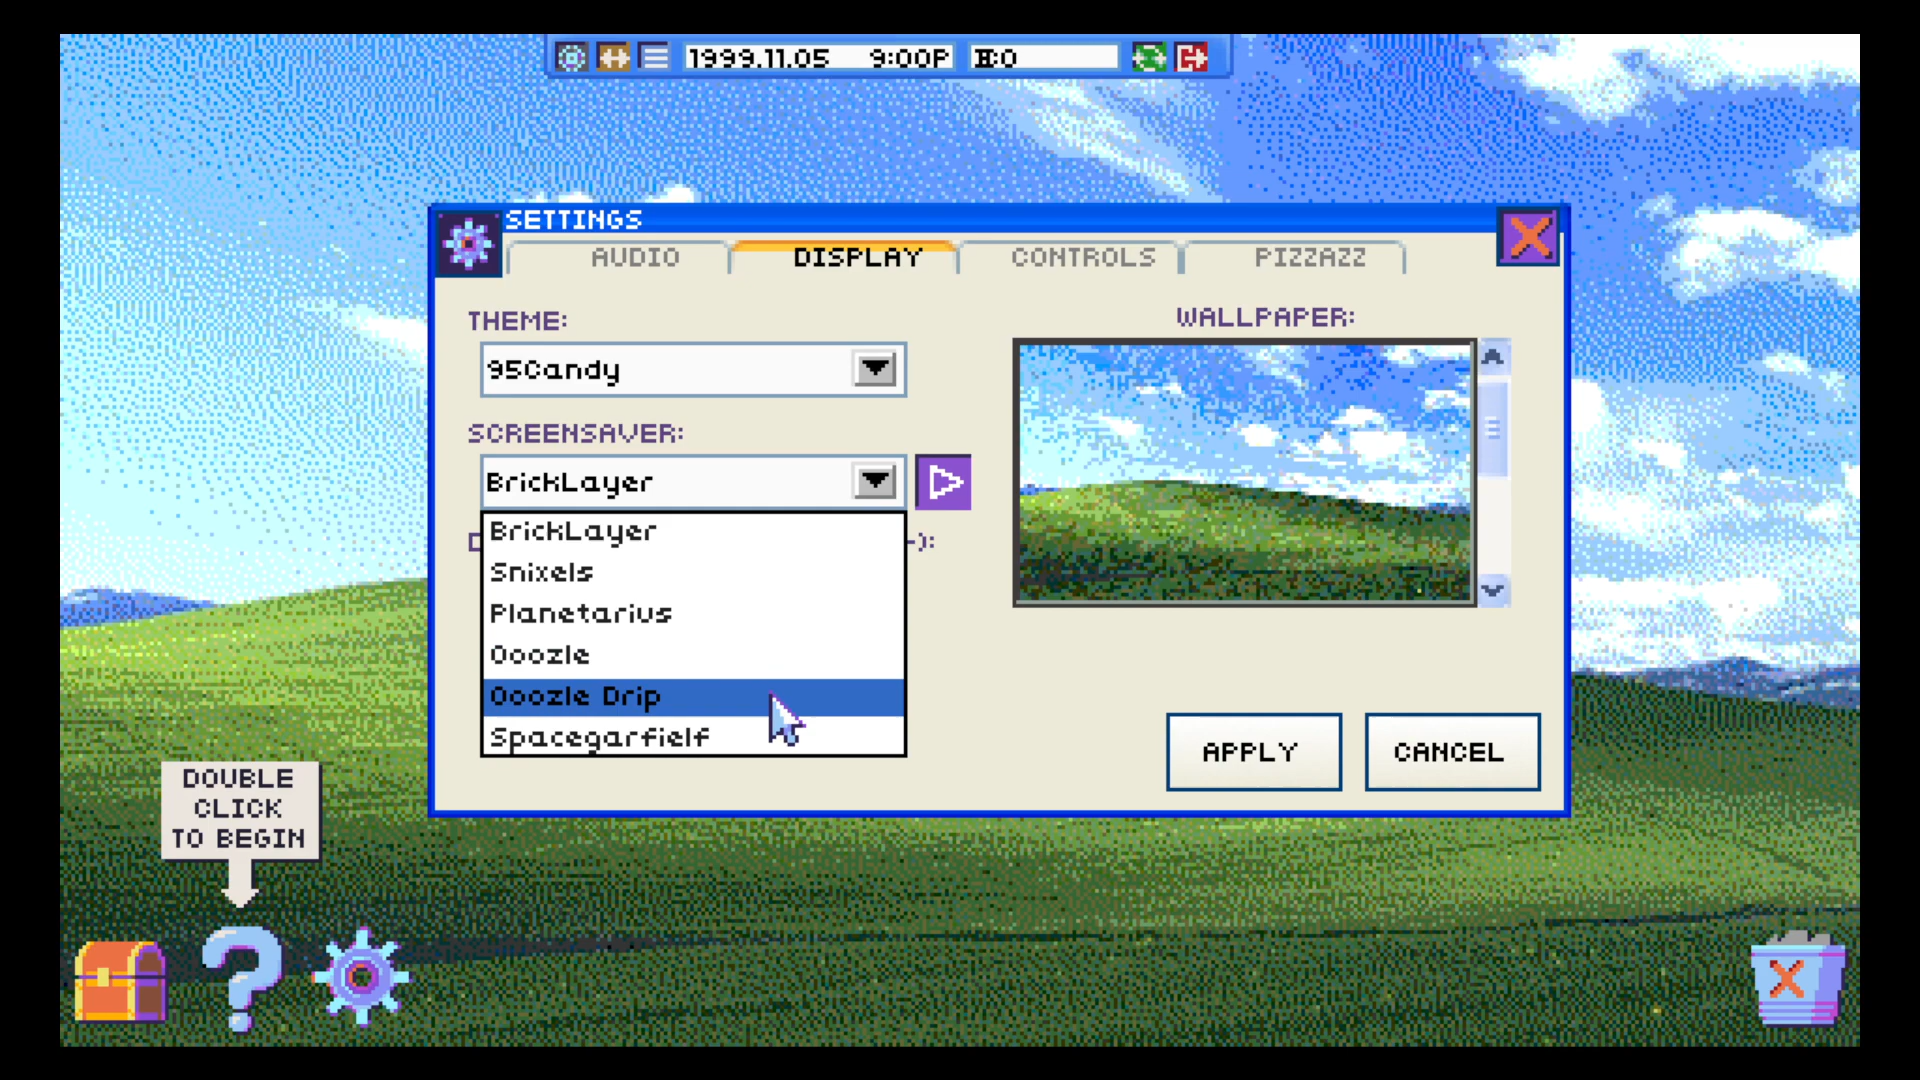 1999.11.05 9:00P :0
SETTINGS
AUDIO DISPLAY CONTROLS PIZZAZZ
THEME:
95Candy
SCREENSAVER:
BrickLayer
BrickLayer
Snixels
Planetarius
Ooozle
Ooozle Drip
Spacegarfielf
WALLPAPER:
APPLY CANCEL
DOUBLE
CLICK
TO BEGIN